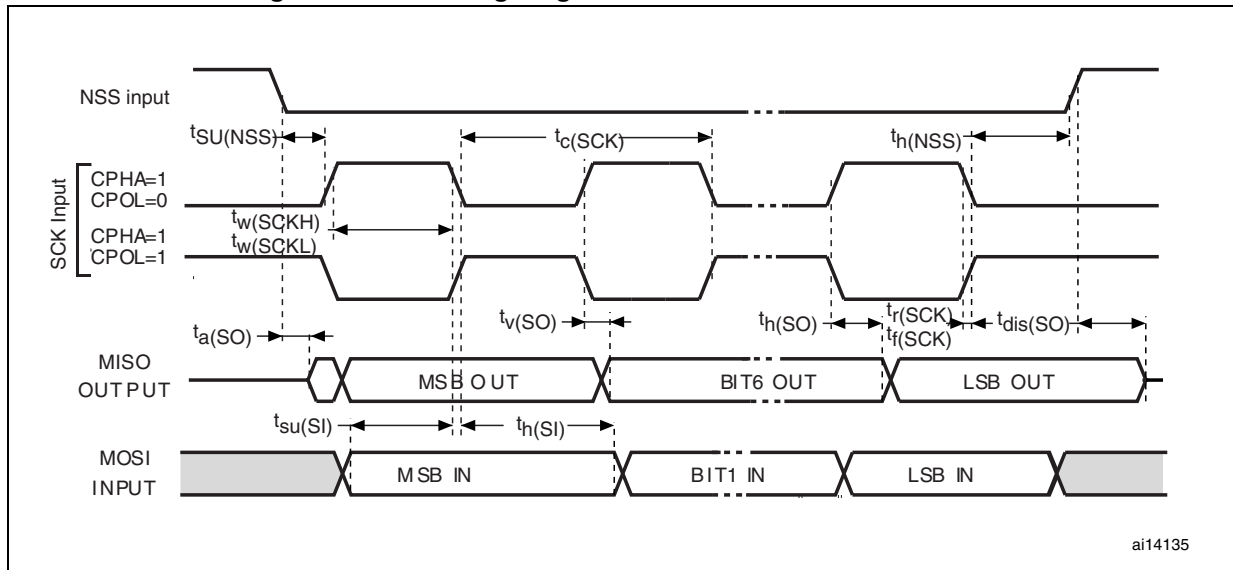 NSS input
tSU(NSS)
tc(SCK)
th(NSS)
SCK Input
CPHA=1
CPOL=0
tw(SCKH)
tw(SCKL)
CPHA=1
CPOL=1
ta(SO)
tv(SO)
th(SO)
tr(SCK)
tf(SCK)
tdis(SO)
MISO
OUTPUT
MSB OUT
BIT6 OUT
LSB OUT
tsu(SI)
th(SI)
MOSI
INPUT
MSB IN
BIT1 IN
LSB IN
ai14135